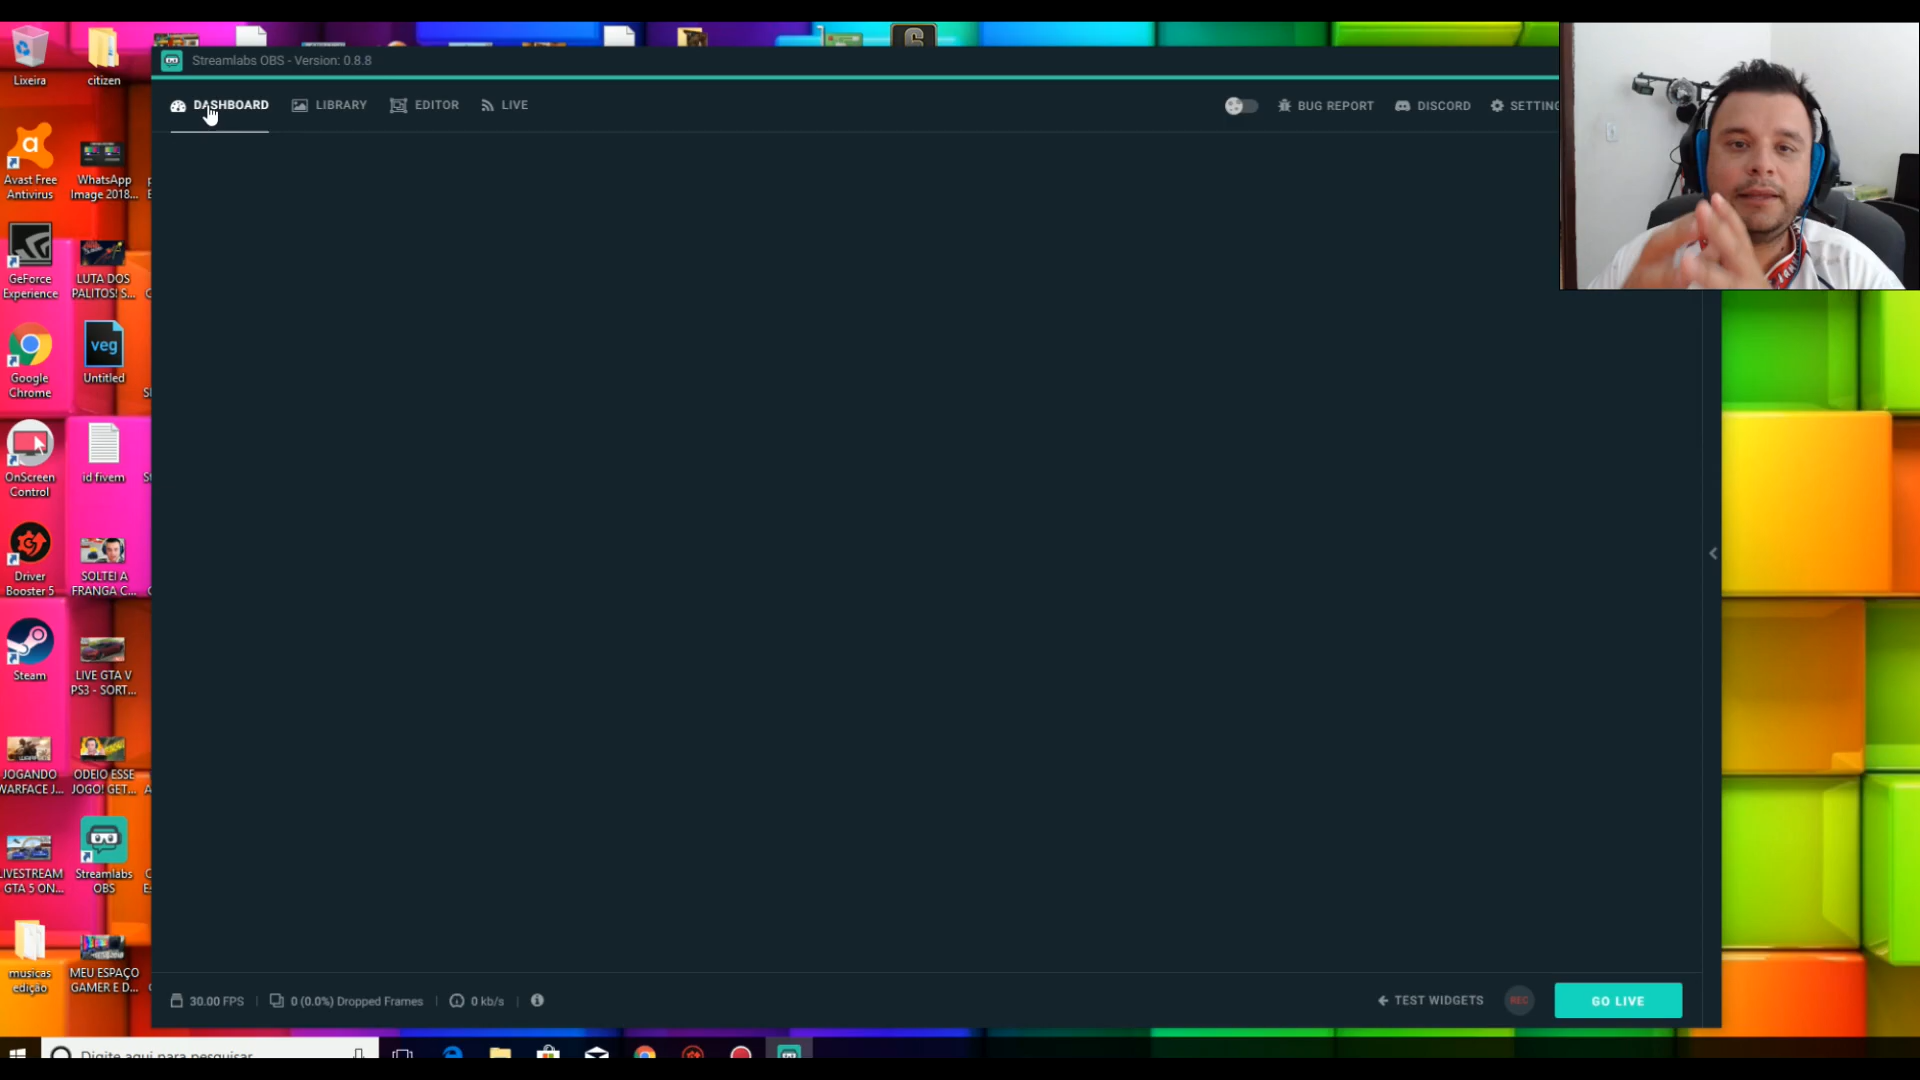 Streamlabs OBS - Version: 0.8.8
DASHBOARD
LIBRARY
EDITOR
LIVE
BUG REPORT
DISCORD
SETTING
Lixeira
citizen
Avast Free
Antivirus
WhatsApp
Image 2018...
GeForce
Experience
LUTA DOS
PALITOS! S...
Google
Chrome
veg
Untitled
OnScreen
Control
id fivem
Driver
Booster 5
SOLTEI A
FRANGA C...
Steam
LIVE GTA V
PS3 - SORT...
JOGANDO
WARFACE J...
ODEIO ESSE
JOGO! GET...
LIVESTREAM
GTA 5 ON...
Streamlabs
OBS
musicas
edição
MEU ESPAÇO
GAMER E D...
30.00 FPS
0 (0.0%) Dropped Frames
0 kb/s
TEST WIDGETS
REC
GO LIVE
Digite aqui para pesquisar